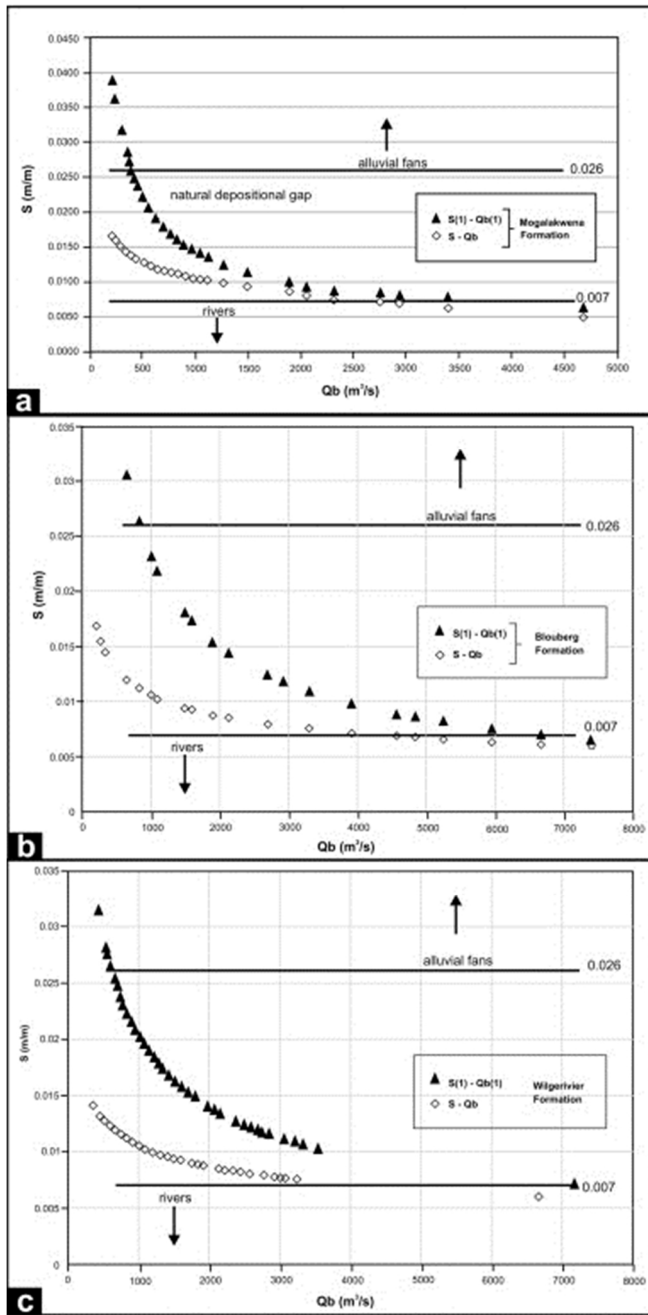 0.0450
0.0400
0.0350
0.0300
0.0250
0.0200
0.0150
0.0100
0.0050
0.0000
S (m/m)
alluvial fans
0.026
natural depositional gap
S(1) - Qb(1)
S - Qb
Mogalakwena
Formation
0.007
rivers
0 500 1000 1500 2000 2500 3000 3500 4000 4500 5000
Qb (m³/s)
a
0.035
0.03
0.025
0.02
0.015
0.01
0.005
0
S (m/m)
alluvial fans
0.026
S(1) - Qb(1)
S - Qb
Blouberg
Formation
0.007
rivers
0 1000 2000 3000 4000 5000 6000 7000 8000
Qb (m³/s)
b
0.035
0.03
0.025
0.02
0.015
0.01
0.005
0
S (m/m)
alluvial fans
0.026
S(1) - Qb(1)
S - Qb
Wilgerivier
Formation
0.007
rivers
0 1000 2000 3000 4000 5000 6000 7000 8000
Qb (m³/s)
c